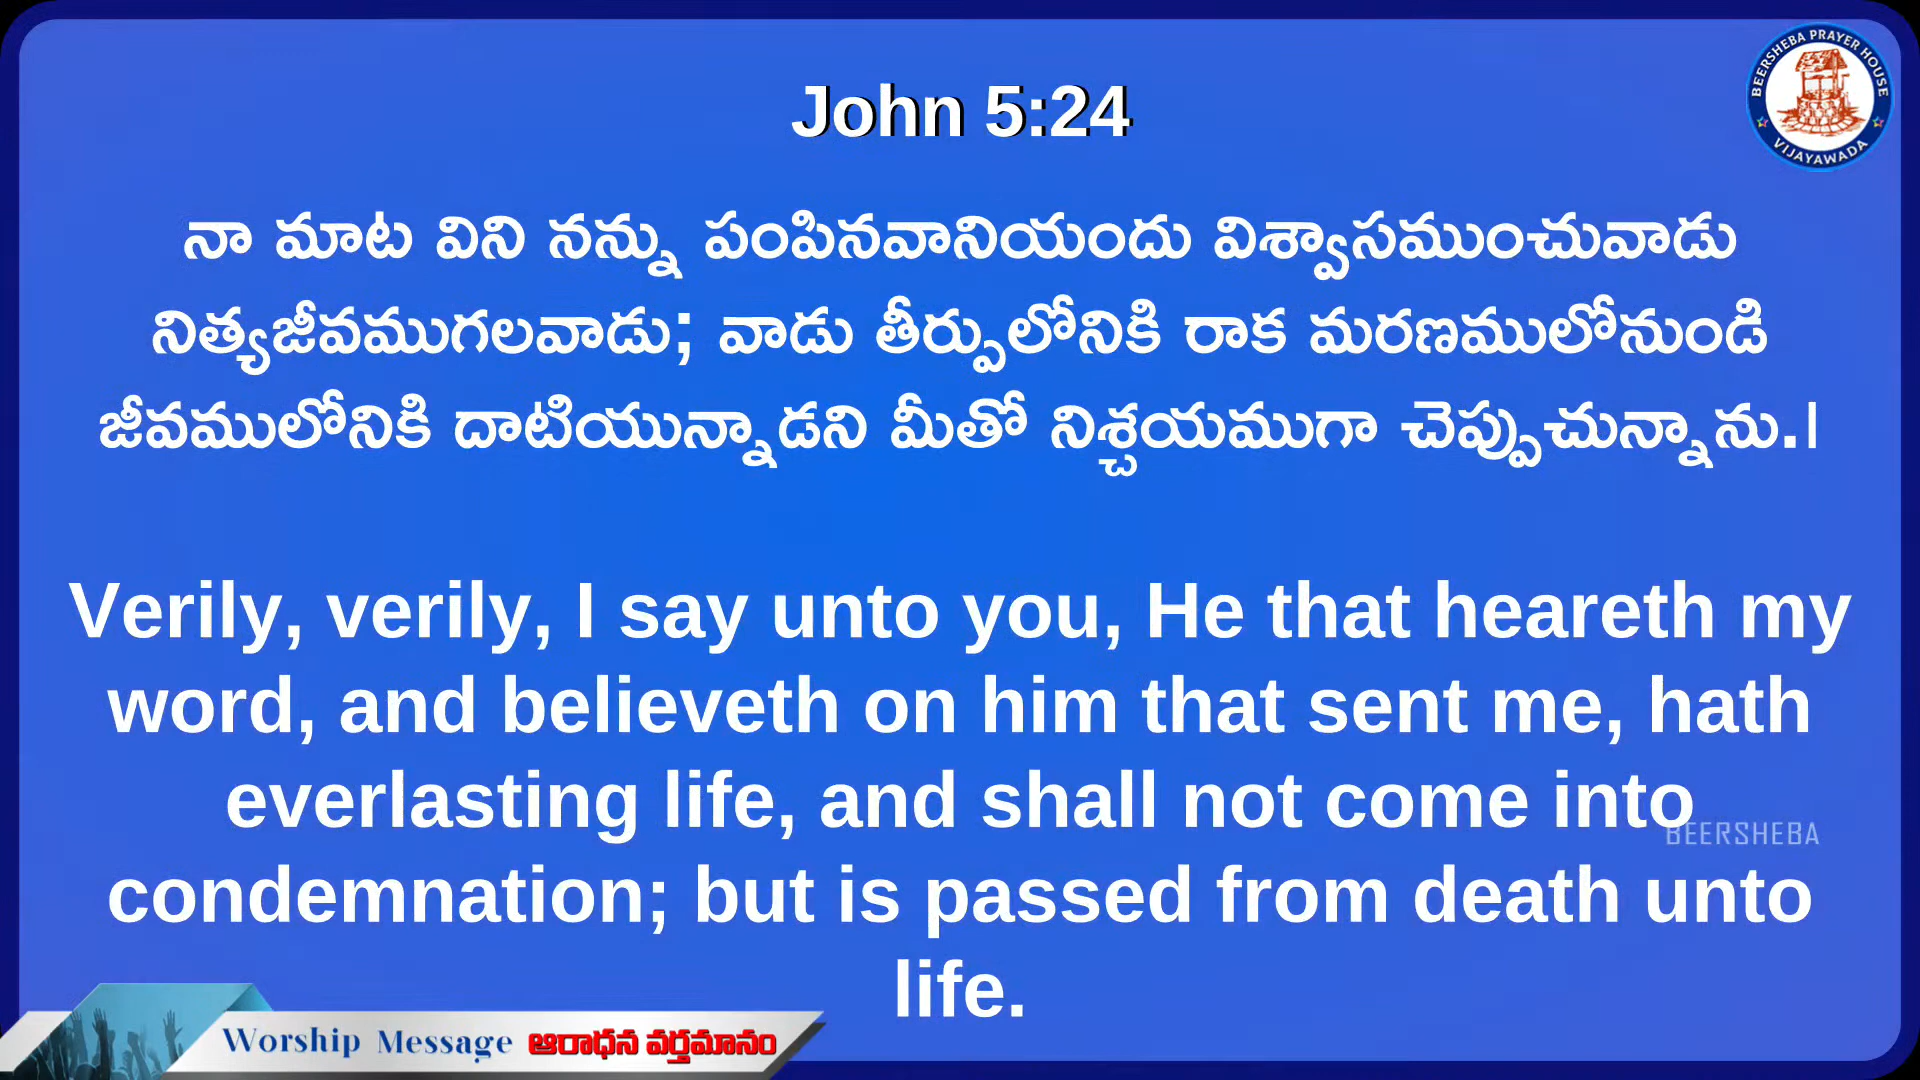 BEERSHEBA PRAYER HOUSE
VIJAYAWADA
John 5:24
నా మాట విని నన్ను పంపినవానియందు విశ్వాసముంచువాడు
నిత్యజీవముగలవాడు; వాడు తీర్పులోనికి రాక మరణములోనుండి
జీవములోనికి దాటియున్నాడని మీతో నిశ్చయముగా చెప్పుచున్నాను.|
Verily, verily, I say unto you, He that heareth my
word, and believeth on him that sent me, hath
everlasting life, and shall not come into
BEERSHEBA
condemnation; but is passed from death unto
life.
Worship Message ఆరాధన వర్తమానం